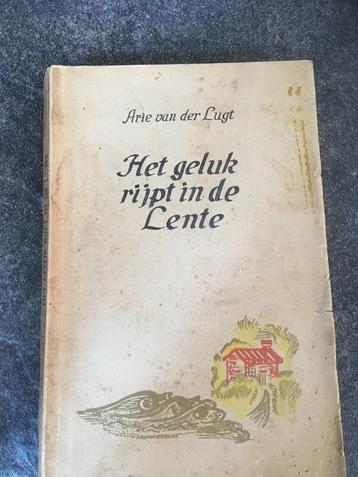 Arie van der Lugt
Het geluk
rijpt in de
Lente